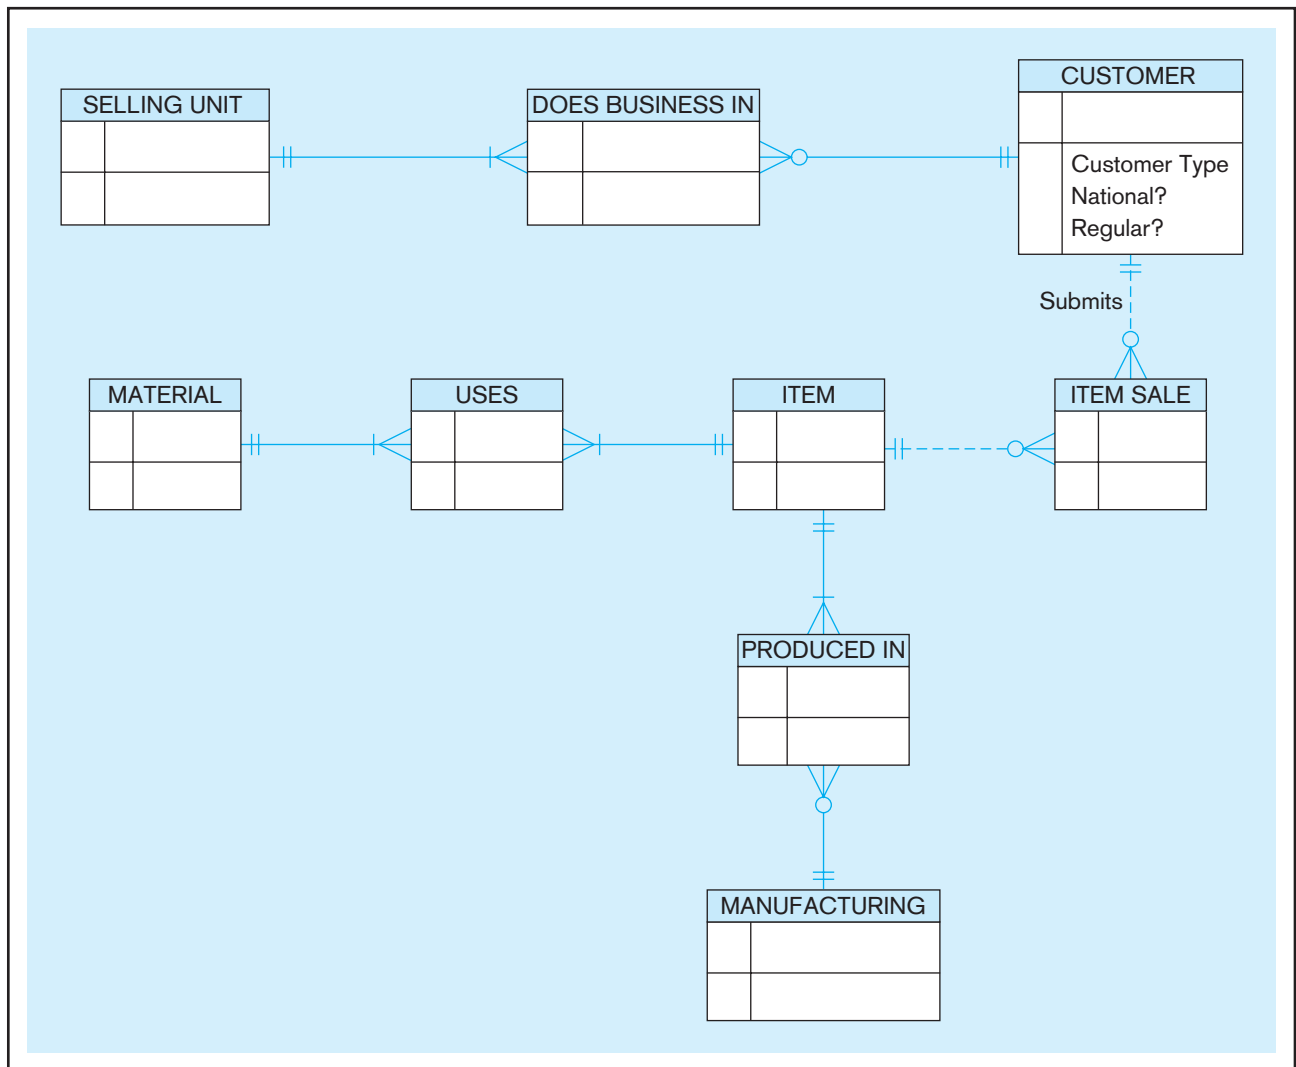 SELLING UNIT
DOES BUSINESS IN
CUSTOMER
Customer Type
National?
Regular?
Submits
MATERIAL
USES
ITEM
ITEM SALE
PRODUCED IN
MANUFACTURING